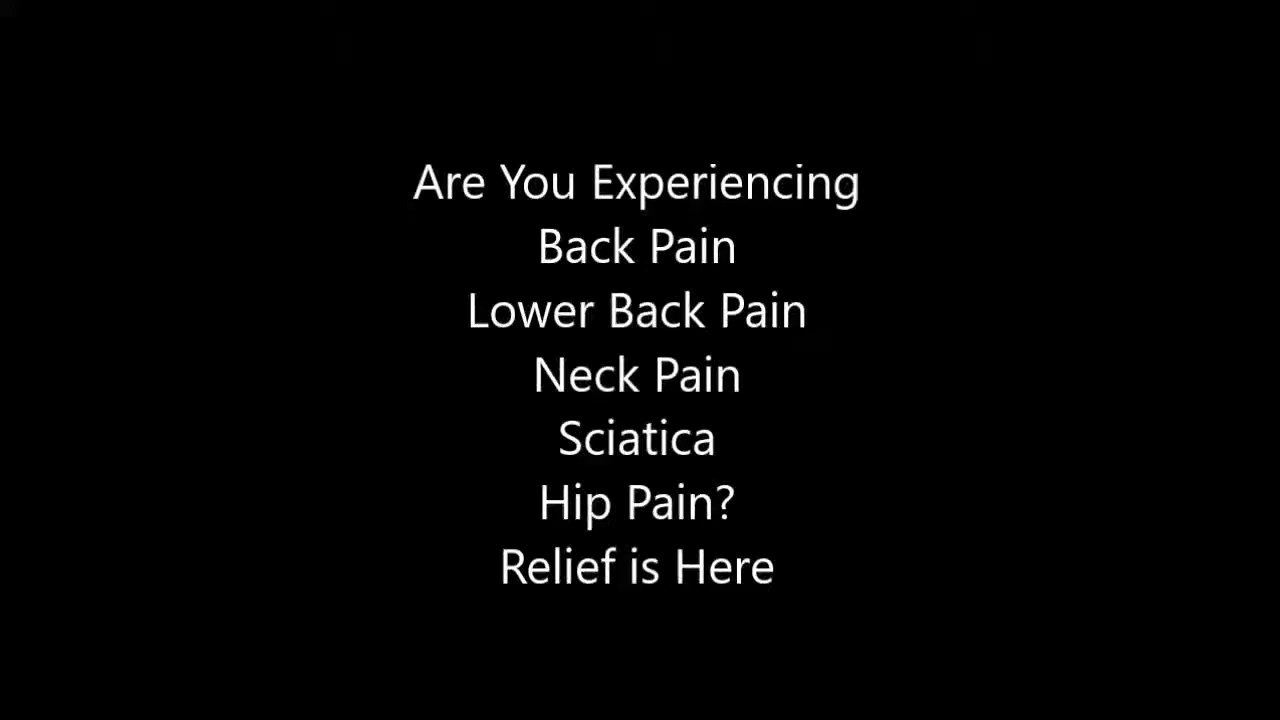 Are You Experiencing
Back Pain
Lower Back Pain
Neck Pain
Sciatica
Hip Pain?
Relief is Here